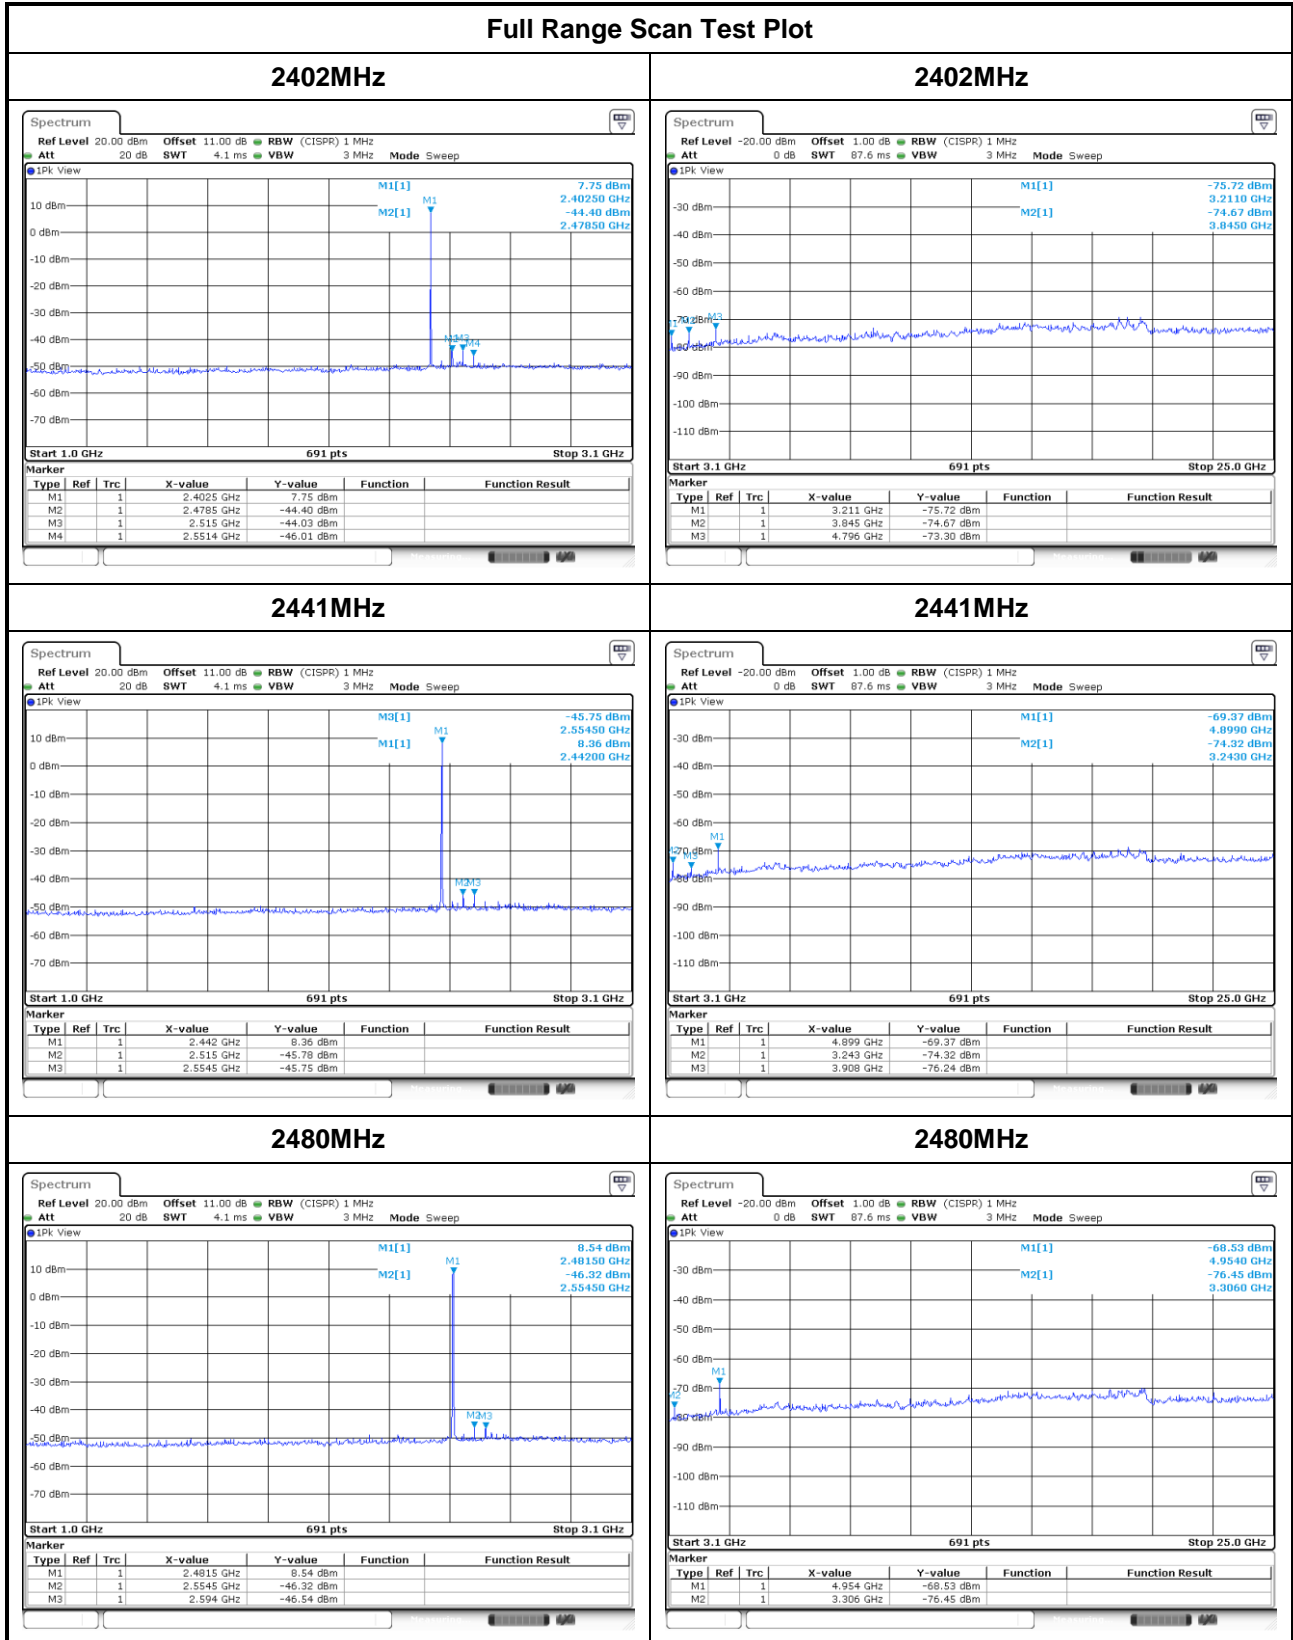 Full Range Scan Test Plot
2402MHz
2402MHz
Spectrum
Ref Level 20.00 dBm Offset 11.00 dB RBW (CISPR) 1 MHz
Att 20 dB SWT 4.1 ms VBW 3 MHz Mode Sweep
1Pk View
M1[1] 7.75 dBm
2.40250 GHz
M2[1] -44.40 dBm
2.47850 GHz
M1
10 dBm
0 dBm
-10 dBm
-20 dBm
-30 dBm
-40 dBm
M4
-50 dBm
-60 dBm
-70 dBm
Start 1.0 GHz 691 pts Stop 3.1 GHz
Marker
Type Ref Trc X-value Y-value Function Function Result
M1 1 2.4025 GHz 7.75 dBm
M2 1 2.4785 GHz -44.40 dBm
M3 1 2.515 GHz -44.03 dBm
M4 1 2.5514 GHz -46.01 dBm
Measuring
Spectrum
Ref Level -20.00 dBm Offset 1.00 dB RBW (CISPR) 1 MHz
Att 0 dB SWT 87.6 ms VBW 3 MHz Mode Sweep
1Pk View
M1[1] -75.72 dBm
3.2110 GHz
M2[1] -74.67 dBm
3.8450 GHz
-30 dBm
-40 dBm
-50 dBm
-60 dBm
M3
-80 dBm
-90 dBm
-100 dBm
-110 dBm
Start 3.1 GHz 691 pts Stop 25.0 GHz
Marker
Type Ref Trc X-value Y-value Function Function Result
M1 1 3.211 GHz -75.72 dBm
M2 1 3.845 GHz -74.67 dBm
M3 1 4.796 GHz -73.30 dBm
Measuring
2441MHz
2441MHz
Spectrum
Ref Level 20.00 dBm Offset 11.00 dB RBW (CISPR) 1 MHz
Att 20 dB SWT 4.1 ms VBW 3 MHz Mode Sweep
1Pk View
M3[1] -45.75 dBm
2.55450 GHz
M1[1] 8.36 dBm
2.44200 GHz
M1
10 dBm
0 dBm
-10 dBm
-20 dBm
-30 dBm
-40 dBm
M2 M3
-50 dBm
-60 dBm
-70 dBm
Start 1.0 GHz 691 pts Stop 3.1 GHz
Marker
Type Ref Trc X-value Y-value Function Function Result
M1 1 2.442 GHz 8.36 dBm
M2 1 2.515 GHz -45.78 dBm
M3 1 2.5545 GHz -45.75 dBm
Measuring
Spectrum
Ref Level -20.00 dBm Offset 1.00 dB RBW (CISPR) 1 MHz
Att 0 dB SWT 87.6 ms VBW 3 MHz Mode Sweep
1Pk View
M1[1] -69.37 dBm
4.8990 GHz
M2[1] -74.32 dBm
3.2430 GHz
-30 dBm
-40 dBm
-50 dBm
-60 dBm
M1
M3
-80 dBm
-90 dBm
-100 dBm
-110 dBm
Start 3.1 GHz 691 pts Stop 25.0 GHz
Marker
Type Ref Trc X-value Y-value Function Function Result
M1 1 4.899 GHz -69.37 dBm
M2 1 3.243 GHz -74.32 dBm
M3 1 3.908 GHz -76.24 dBm
Measuring
2480MHz
2480MHz
Spectrum
Ref Level 20.00 dBm Offset 11.00 dB RBW (CISPR) 1 MHz
Att 20 dB SWT 4.1 ms VBW 3 MHz Mode Sweep
1Pk View
M1[1] 8.54 dBm
2.48150 GHz
M2[1] -46.32 dBm
2.55450 GHz
M1
10 dBm
0 dBm
-10 dBm
-20 dBm
-30 dBm
-40 dBm
M2 M3
-50 dBm
-60 dBm
-70 dBm
Start 1.0 GHz 691 pts Stop 3.1 GHz
Marker
Type Ref Trc X-value Y-value Function Function Result
M1 1 2.4815 GHz 8.54 dBm
M2 1 2.5545 GHz -46.32 dBm
M3 1 2.594 GHz -46.54 dBm
Measuring
Spectrum
Ref Level -20.00 dBm Offset 1.00 dB RBW (CISPR) 1 MHz
Att 0 dB SWT 87.6 ms VBW 3 MHz Mode Sweep
1Pk View
M1[1] -68.53 dBm
4.9540 GHz
M2[1] -76.45 dBm
3.3060 GHz
-30 dBm
-40 dBm
-50 dBm
-60 dBm
M1
-70 dBm
M2
-80 dBm
-90 dBm
-100 dBm
-110 dBm
Start 3.1 GHz 691 pts Stop 25.0 GHz
Marker
Type Ref Trc X-value Y-value Function Function Result
M1 1 4.954 GHz -68.53 dBm
M2 1 3.306 GHz -76.45 dBm
Measuring